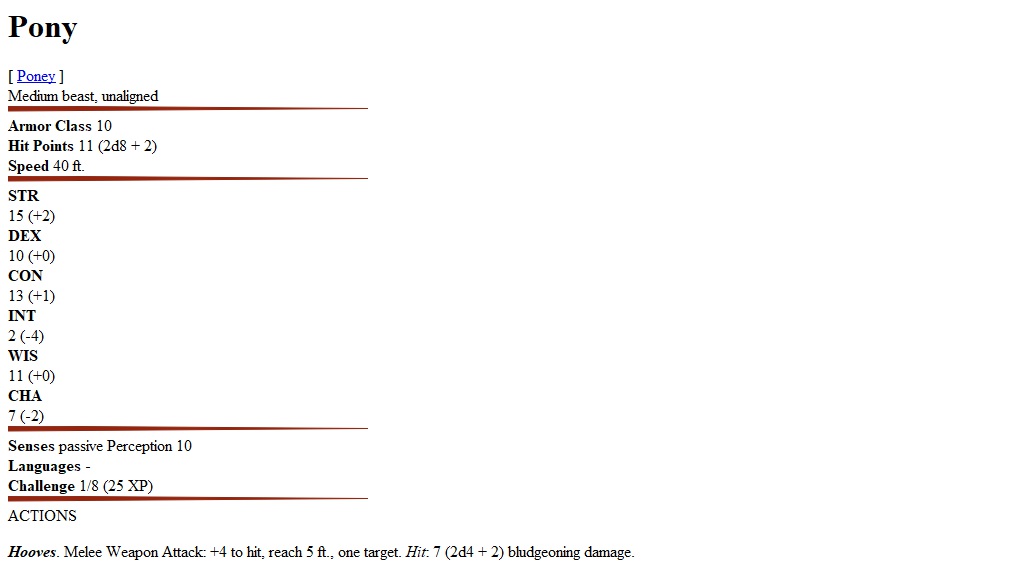 Pony
[ Poney ]
Medium beast, unaligned
Armor Class 10
Hit Points 11 (2d8 + 2)
Speed 40 ft.
STR
15 (+2)
DEX
10 (+0)
CON
13 (+1)
INT
2 (-4)
WIS
11 (+0)
CHA
7 (-2)
Senses passive Perception 10
Languages -
Challenge 1/8 (25 XP)
ACTIONS
Hooves. Melee Weapon Attack: +4 to hit, reach 5 ft., one target. Hit: 7 (2d4 + 2) bludgeoning damage.